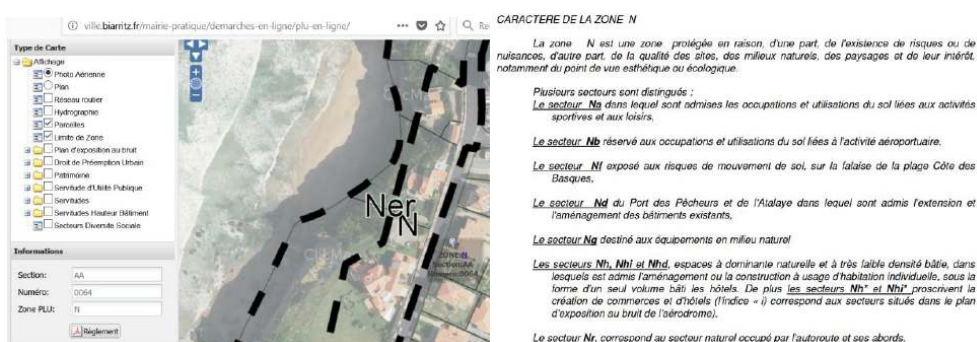 ville.biarritz.fr/mairie-pratique/demarches-en-ligne/plu-en-ligne/
Type de Carte
Affichage
Photo Aérienne
Plan
Réseau routier
Hydrographie
Parcelles
Limite de Zone
Plan d'exposition au bruit
Droit de Préemption Urbain
Patrimoine
Servitude d'Utilité Publique
Servitudes
Servitudes Hauteur Bâtiment
Secteurs Diversite Sociale
Informations
Section: AA
Numéro: 0064
Zone PLU: N
Règlement
Ner
N
ZONE:N
Section:AA
Numero:0064
CARACTERE DE LA ZONE N
La zone N est une zone protégée en raison, d'une part, de l'existence de risques ou de
nuisances, d'autre part, de la qualité des sites, des milieux naturels, des paysages et de leur intérêt,
notamment du point de vue esthétique ou écologique.
Plusieurs secteurs sont distingués :
Le secteur Na dans lequel sont admises les occupations et utilisations du sol liées aux activités
sportives et aux loisirs,
Le secteur Nb réservé aux occupations et utilisations du sol liées à l'activité aéroportuaire.
Le secteur Nf exposé aux risques de mouvement de sol, sur la falaise de la plage Côte des
Basques,
Le secteur Nd du Port des Pêcheurs et de l'Atalaye dans lequel sont admis l'extension et
l'aménagement des bâtiments existants,
Le secteur Ng destiné aux équipements en milieu naturel
Les secteurs Nh, Nhi et Nhd, espaces à dominante naturelle et à très faible densité bâtie, dans
lesquels est admis l'aménagement ou la construction à usage d'habitation individuelle, sous la
forme d'un seul volume bâti les hôtels. De plus les secteurs Nh* et Nhi* proscrivent la
création de commerces et d'hôtels (l'indice « i) correspond aux secteurs situés dans le plan
d'exposition au bruit de l'aérodrome).
Le secteur Nr, correspond au secteur naturel occupé par l'autoroute et ses abords.